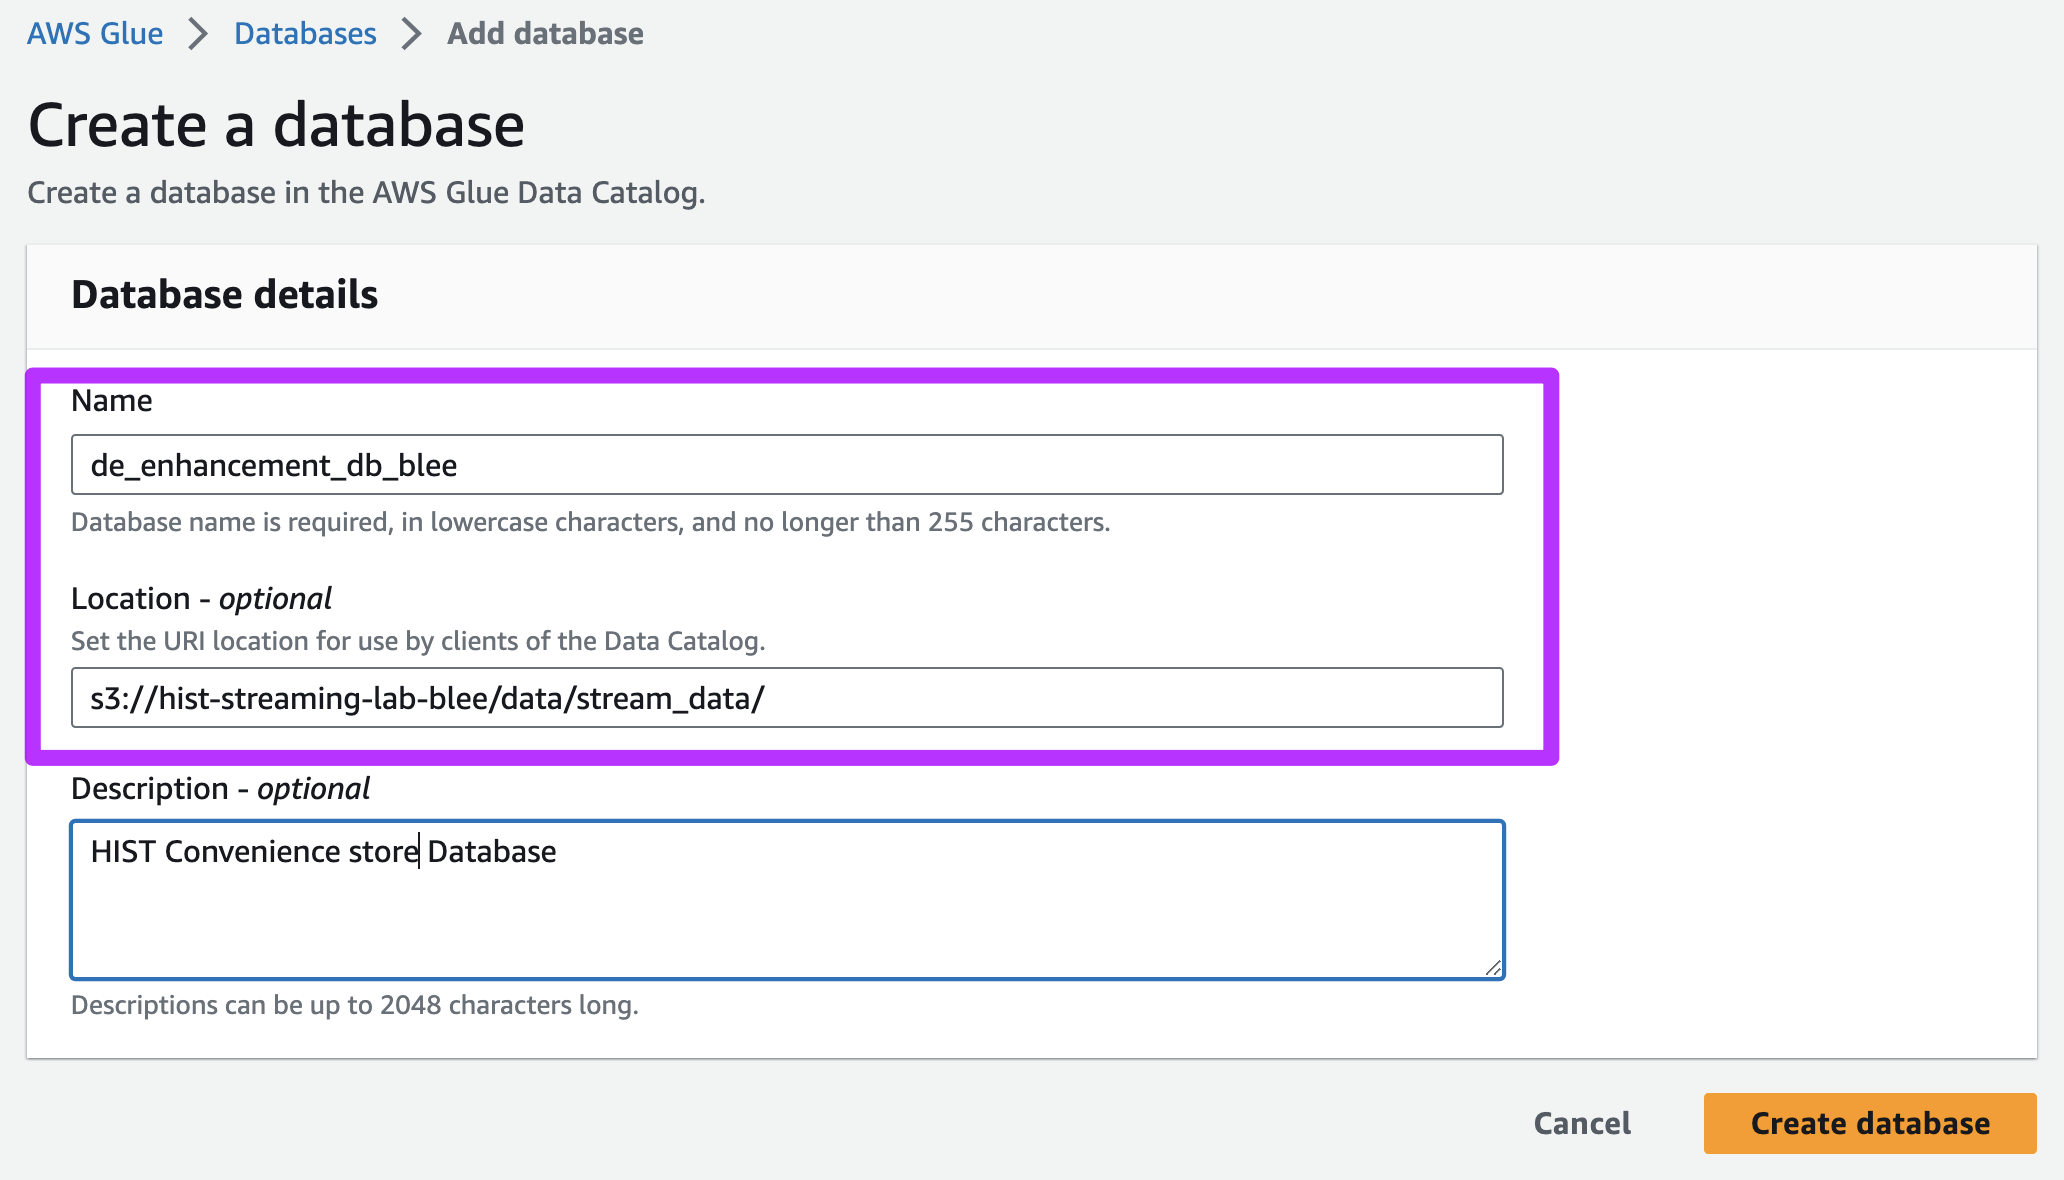 AWS Glue > Databases > Add database
Create a database
Create a database in the AWS Glue Data Catalog.
Database details
Name
de_enhancement_db_blee
Database name is required, in lowercase characters, and no longer than 255 characters.
Location - optional
Set the URI location for use by clients of the Data Catalog.
s3://hist-streaming-lab-blee/data/stream_data/
Description - optional
HIST Convenience store Database
Descriptions can be up to 2048 characters long.
Cancel Create database